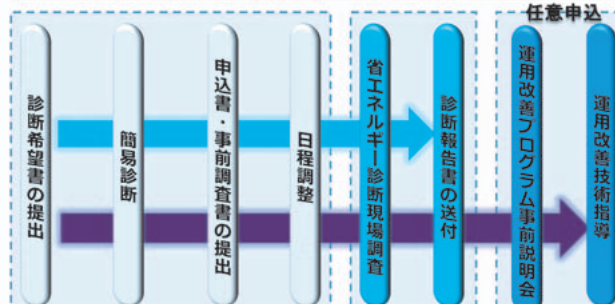 任意申込
診断希望書の提出
簡易診断
申込書・事前調査書の提出
日程調整
省エネルギー診断現場調査
診断報告書の送付
運用改善プログラム事前説明会
運用改善技術指導